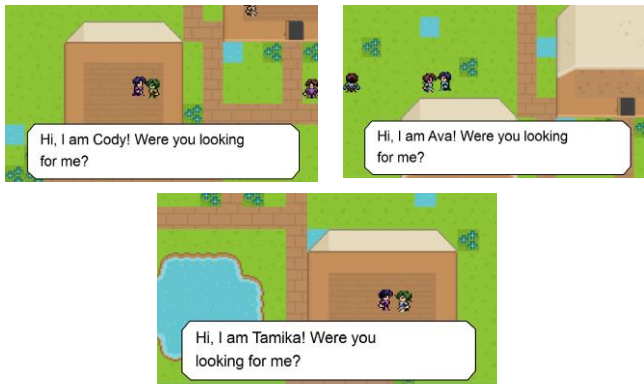 Hi, I am Cody! Were you looking
for me?
Hi, I am Ava! Were you looking
for me?
Hi, I am Tamika! Were you
looking for me?